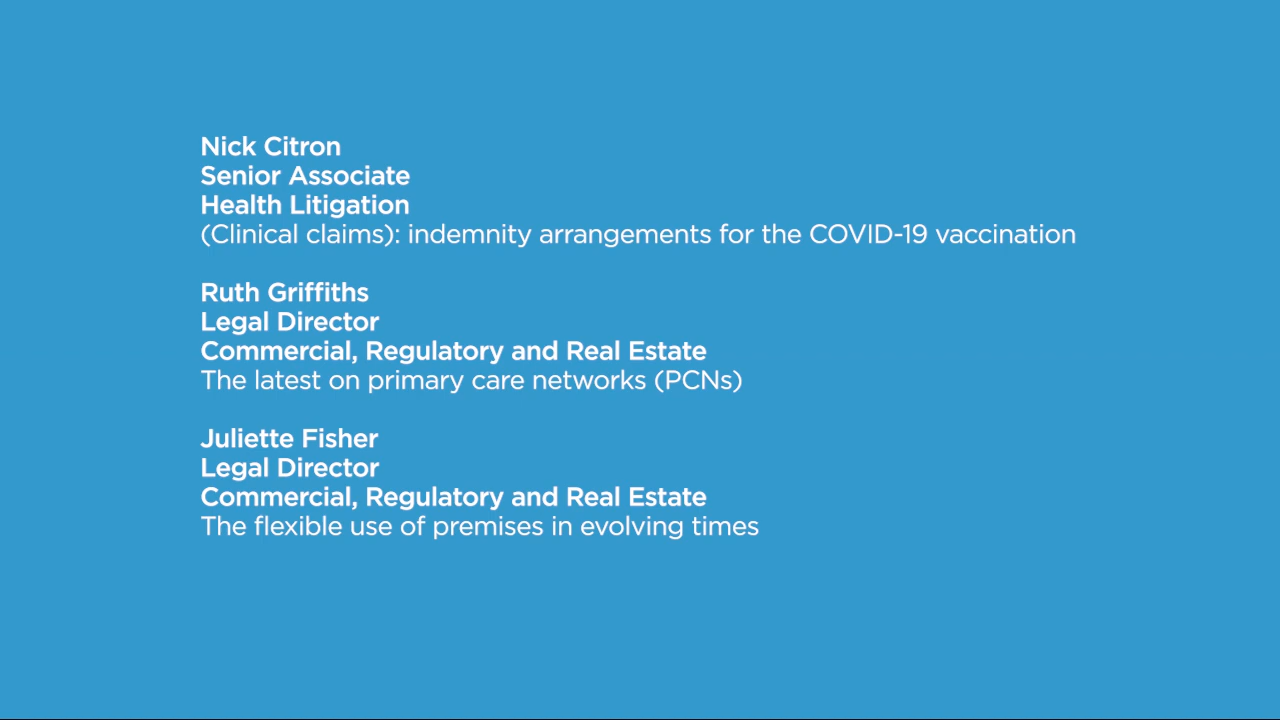 Nick Citron
Senior Associate
Health Litigation
(Clinical claims): indemnity arrangements for the COVID-19 vaccination
Ruth Griffiths
Legal Director
Commercial, Regulatory and Real Estate
The latest on primary care networks (PCNs)
Juliette Fisher
Legal Director
Commercial, Regulatory and Real Estate
The flexible use of premises in evolving times